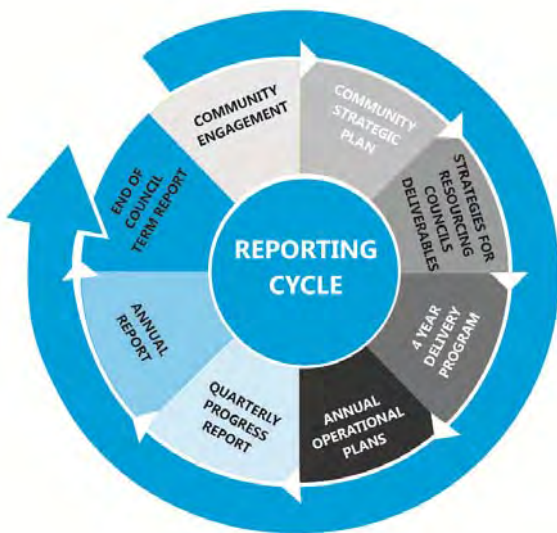 REPORTING
CYCLE
COMMUNITY
ENGAGEMENT
COMMUNITY
STRATEGIC
PLAN
STRATEGIES FOR
RESOURCING
COUNCILS
DELIVERABLES
4 YEAR
DELIVERY
PROGRAM
ANNUAL
OPERATIONAL
PLANS
QUARTERLY
PROGRESS
REPORT
ANNUAL
REPORT
END OF
COUNCIL
TERM REPORT